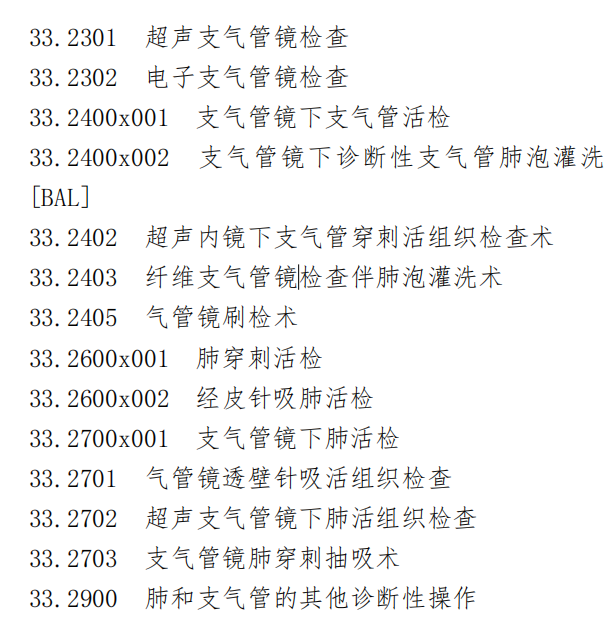 33.2301 超声支气管镜检查
33.2302 电子支气管镜检查
33.2400x001 支气管镜下支气管活检
33.2400x002 支气管镜下诊断性支气管肺泡灌洗
[BAL]
33.2402 超声内镜下支气管穿刺活组织检查术
33.2403 纤维支气管镜检查伴肺泡灌洗术
33.2405 气管镜刷检术
33.2600x001 肺穿刺活检
33.2600x002 经皮针吸肺活检
33.2700x001 支气管镜下肺活检
33.2701 气管镜透壁针吸活组织检查
33.2702 超声支气管镜下肺活组织检查
33.2703 支气管镜肺穿刺抽吸术
33.2900 肺和支气管的其他诊断性操作